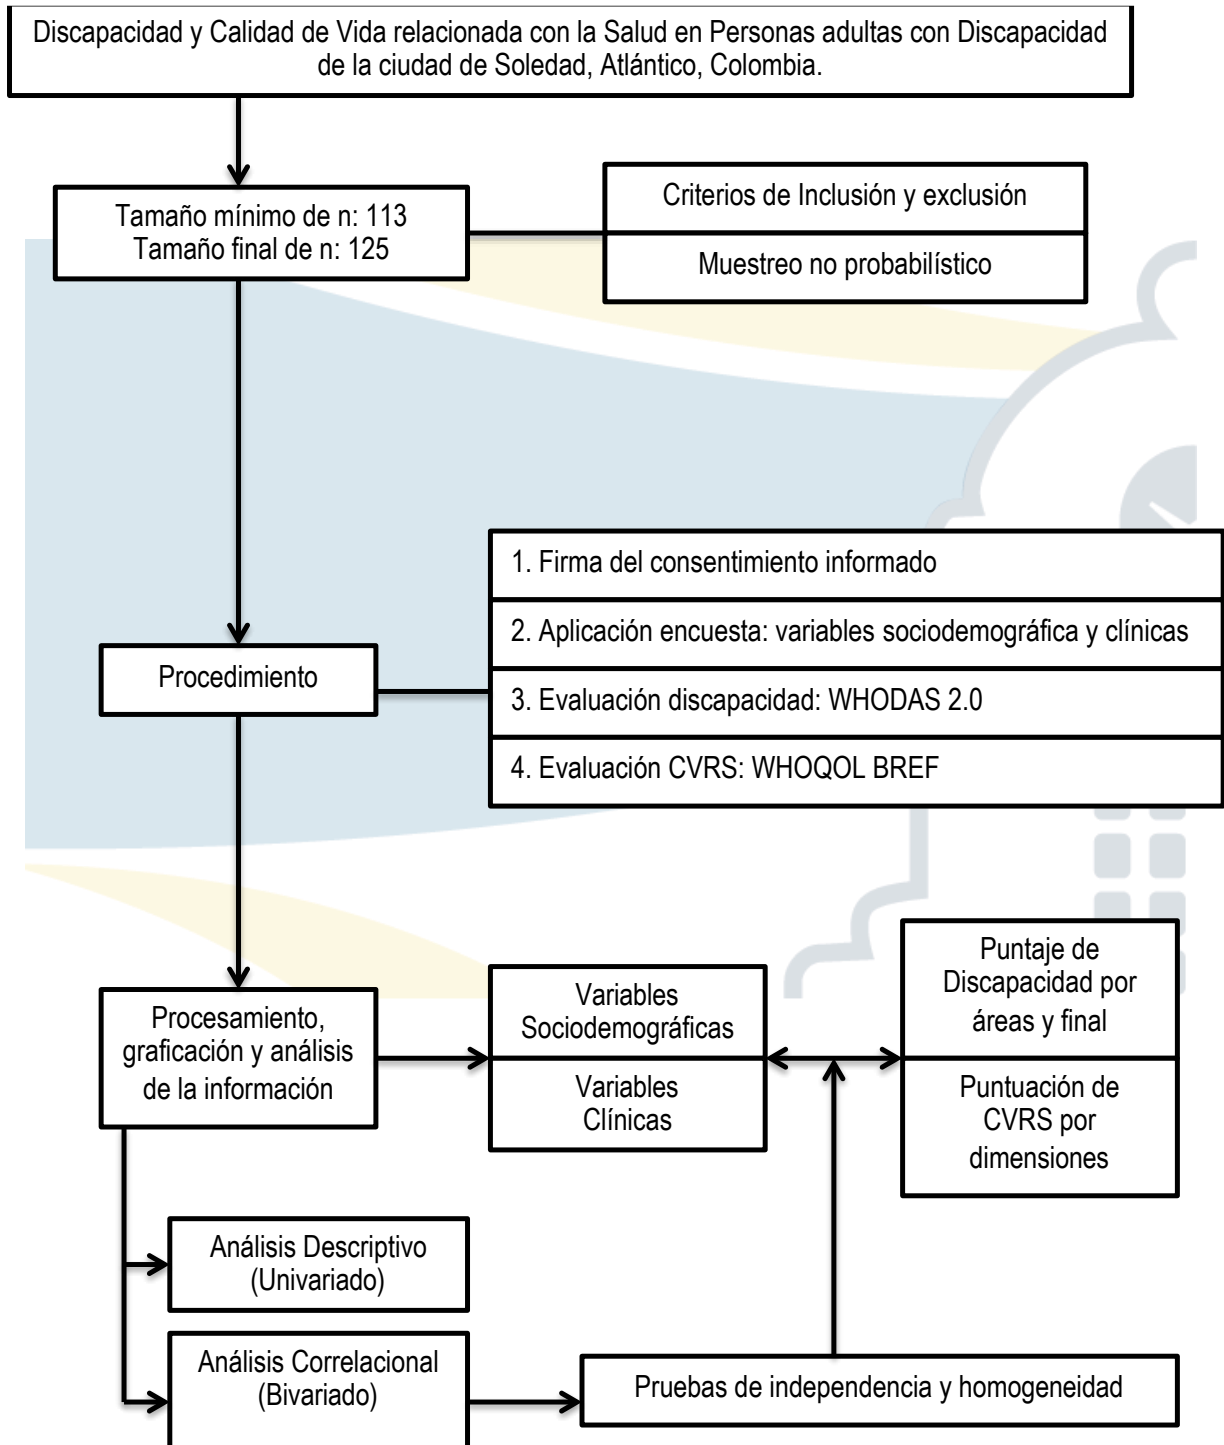 Discapacidad y Calidad de Vida relacionada con la Salud en Personas adultas con Discapacidad
de la ciudad de Soledad, Atlántico, Colombia.
Tamaño mínimo de n: 113
Tamaño final de n: 125
Criterios de Inclusión y exclusión
Muestreo no probabilístico
Procedimiento
1. Firma del consentimiento informado
2. Aplicación encuesta: variables sociodemográfica y clínicas
3. Evaluación discapacidad: WHODAS 2.0
4. Evaluación CVRS: WHOQOL BREF
Procesamiento,
graficación y análisis
de la información
Variables
Sociodemográficas
Variables
Clínicas
Puntaje de
Discapacidad por
áreas y final
Puntuación de
CVRS por
dimensiones
Análisis Descriptivo
(Univariado)
Análisis Correlacional
(Bivariado)
Pruebas de independencia y homogeneidad